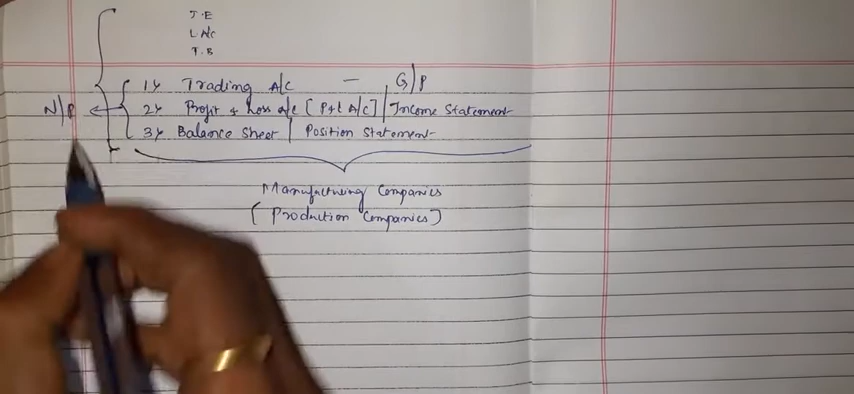 J.E
L A/c
T.B
1) Trading A/c — G/P
N/P ← 2) Profit & Loss a/c [P+L A/c] | Income Statement
3) Balance Sheet | Position Statement
Manufacturing Companies
(Production Companies)